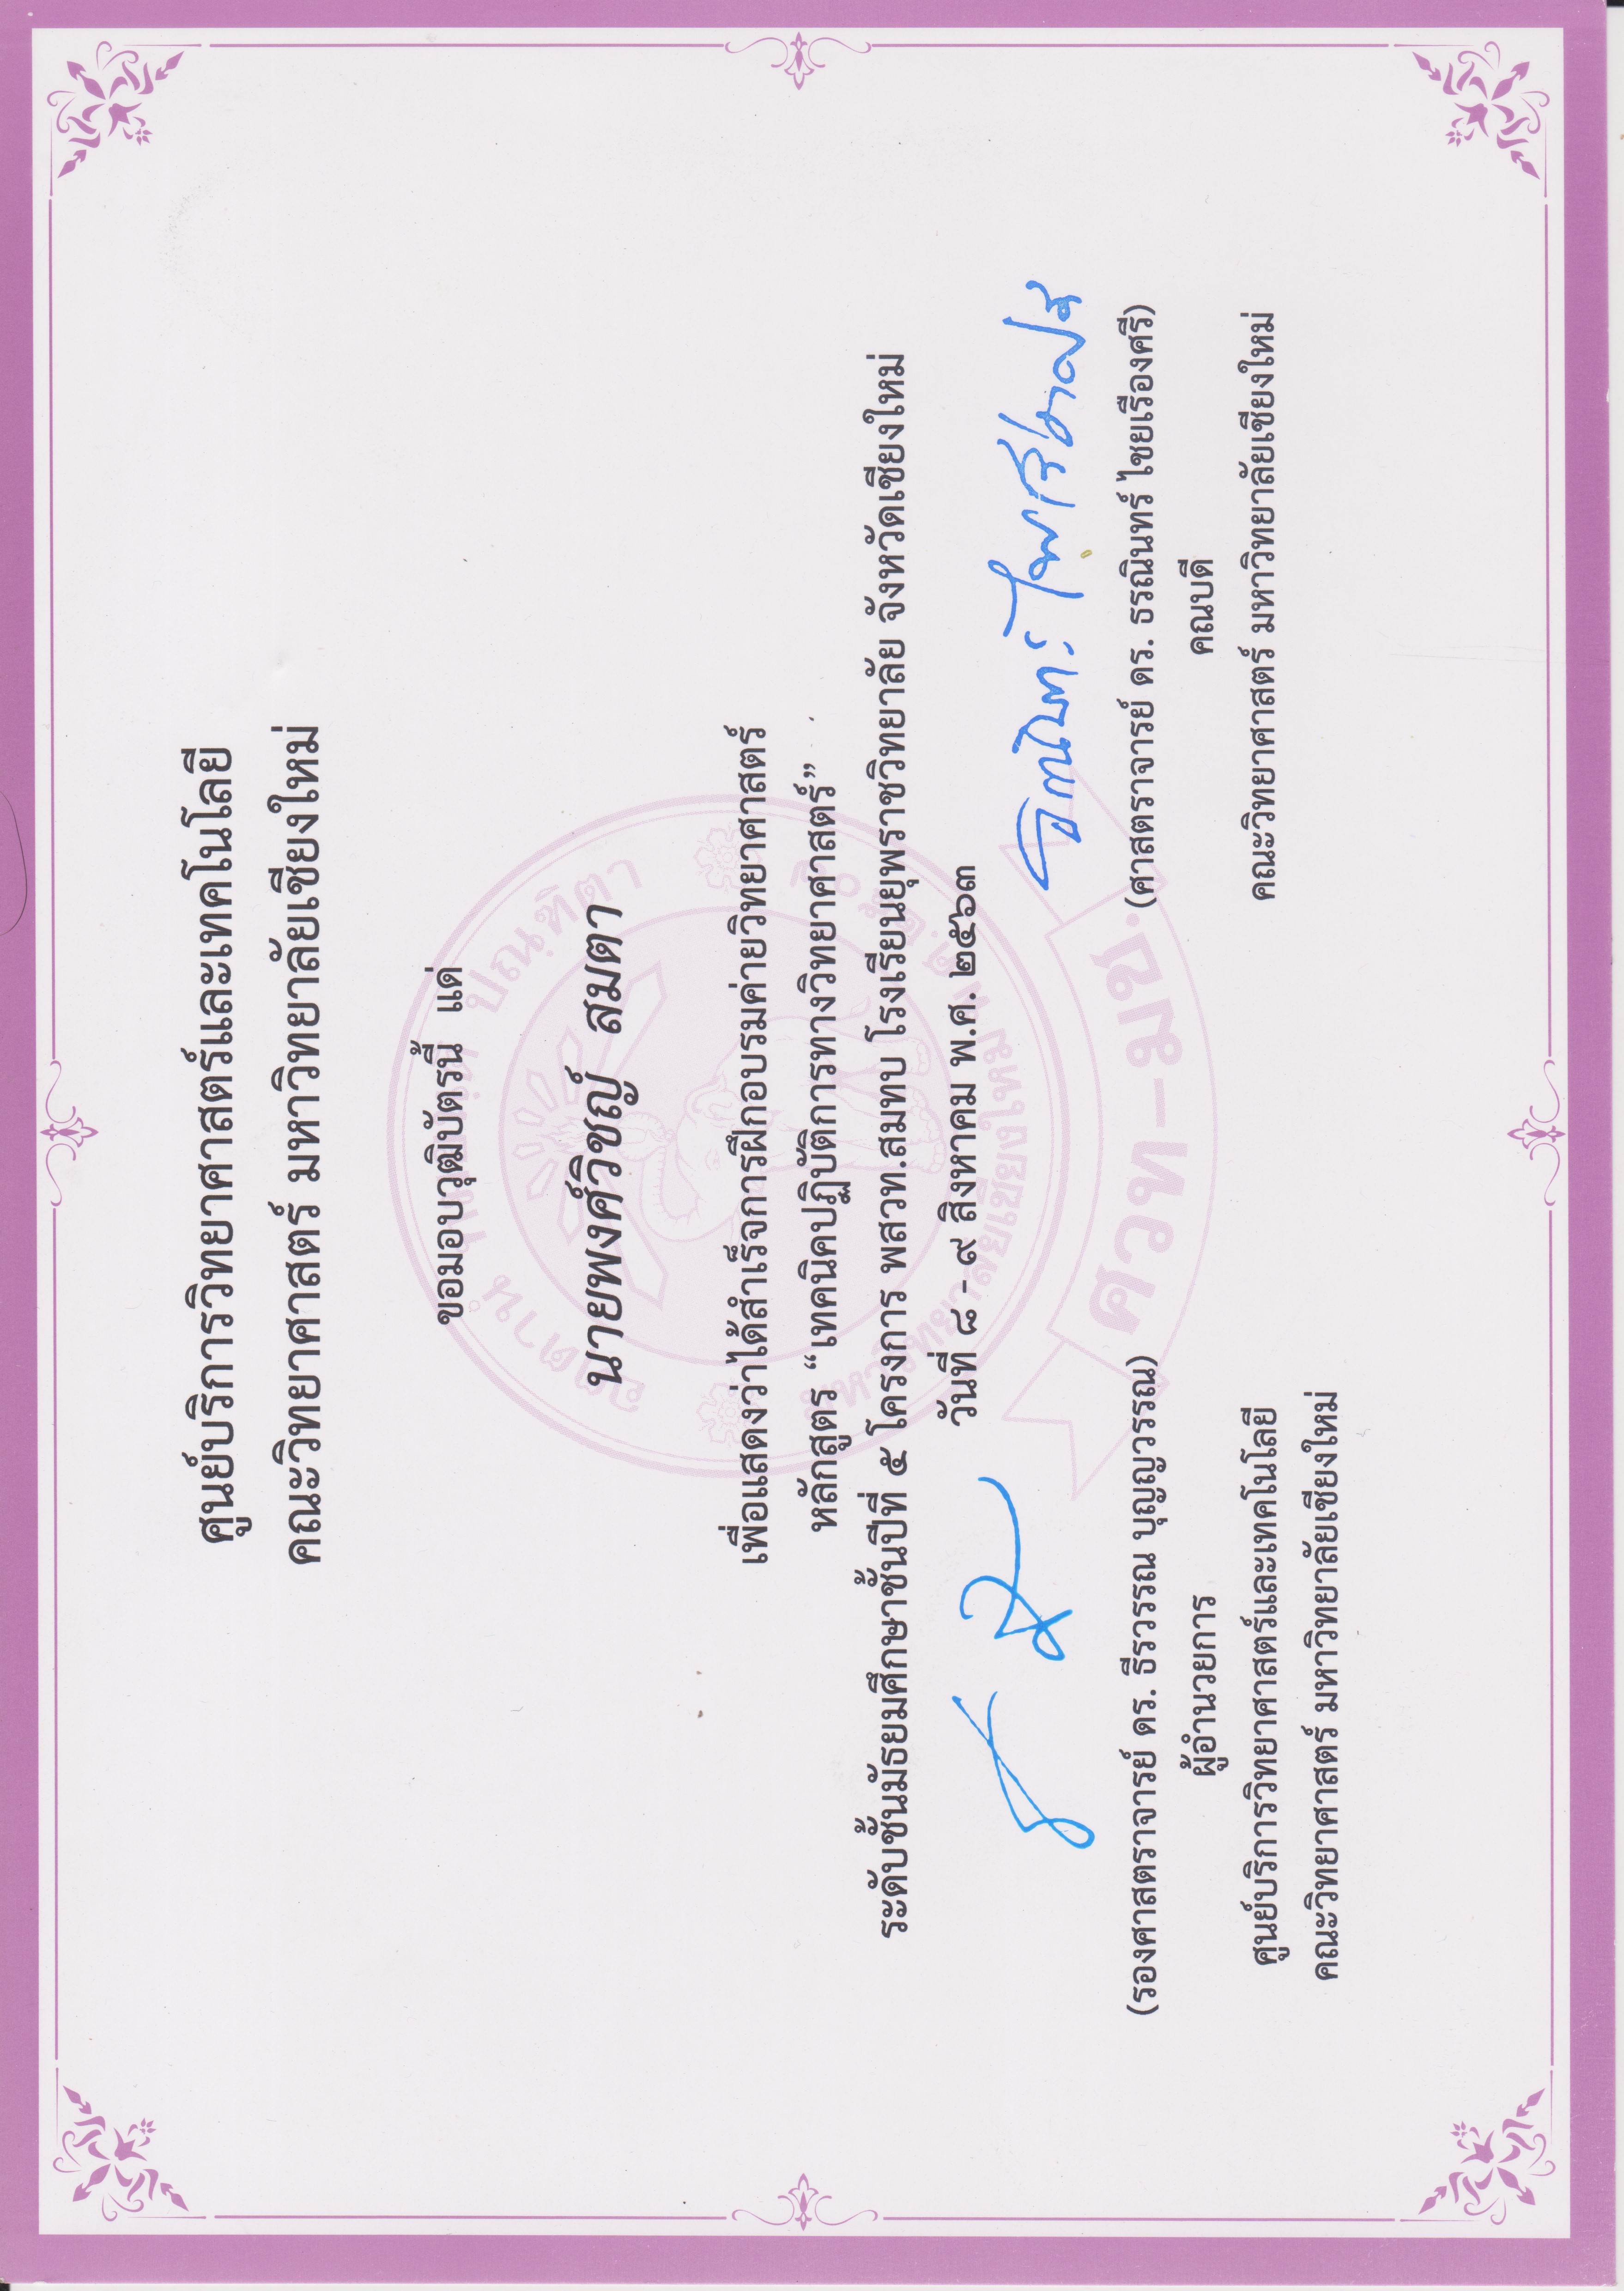 ศูนย์บริการวิทยาศาสตร์และเทคโนโลยี
คณะวิทยาศาสตร์ มหาวิทยาลัยเชียงใหม่
ขอมอบวุฒิบัตรนี้ แด่
นายพงศ์วิชญ์ สมตา
เพื่อแสดงว่าได้สำเร็จการฝึกอบรมค่ายวิทยาศาสตร์
หลักสูตร “เทคนิคปฏิบัติการทางวิทยาศาสตร์”
ระดับชั้นมัธยมศึกษาชั้นปีที่ ๕ โครงการ พสวท.สมทบ โรงเรียนยุพราชวิทยาลัย จังหวัดเชียงใหม่
วันที่ ๘ - ๙ สิงหาคม พ.ศ. ๒๕๖๓
ศวท-มช.
(รองศาสตราจารย์ ดร. ธีรวรรณ บุญญวรรณ)
ผู้อำนวยการ
ศูนย์บริการวิทยาศาสตร์และเทคโนโลยี
คณะวิทยาศาสตร์ มหาวิทยาลัยเชียงใหม่
(ศาสตราจารย์ ดร. ธรณินทร์ ไชยเรืองศรี)
คณบดี
คณะวิทยาศาสตร์ มหาวิทยาลัยเชียงใหม่